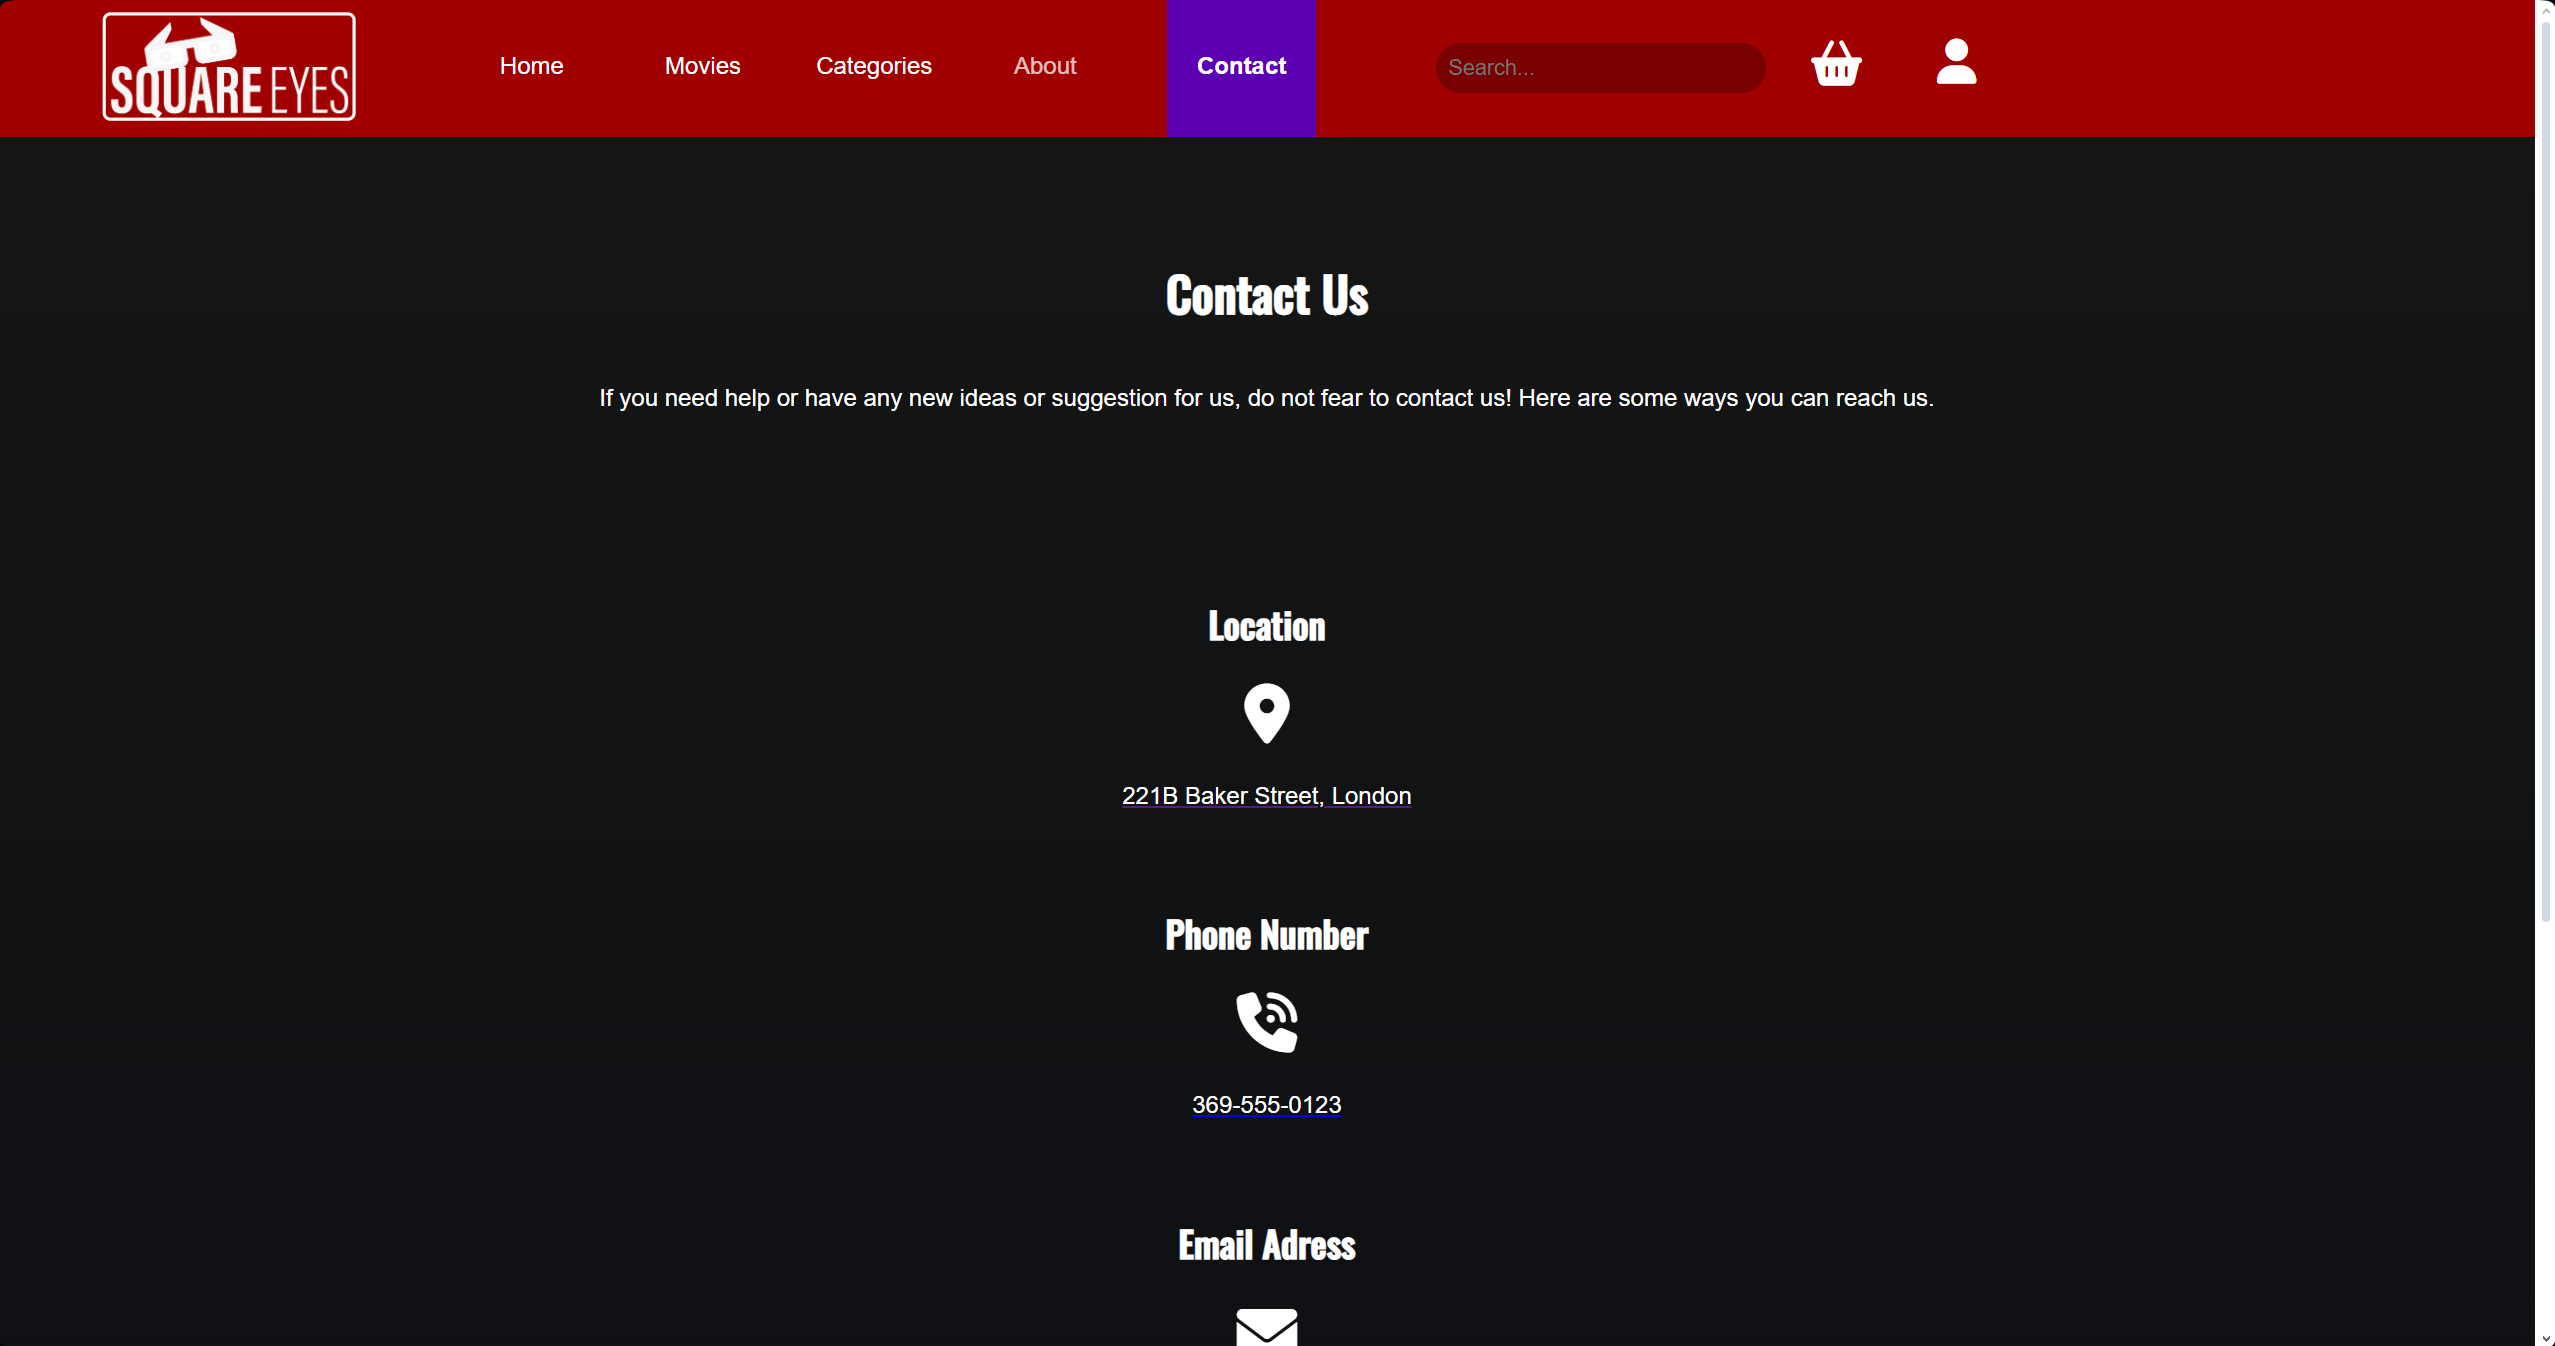 SQUARE EYES
Home
Movies
Categories
About
Contact
Search...
Contact Us
If you need help or have any new ideas or suggestion for us, do not fear to contact us! Here are some ways you can reach us.
Location
221B Baker Street, London
Phone Number
369-555-0123
Email Adress